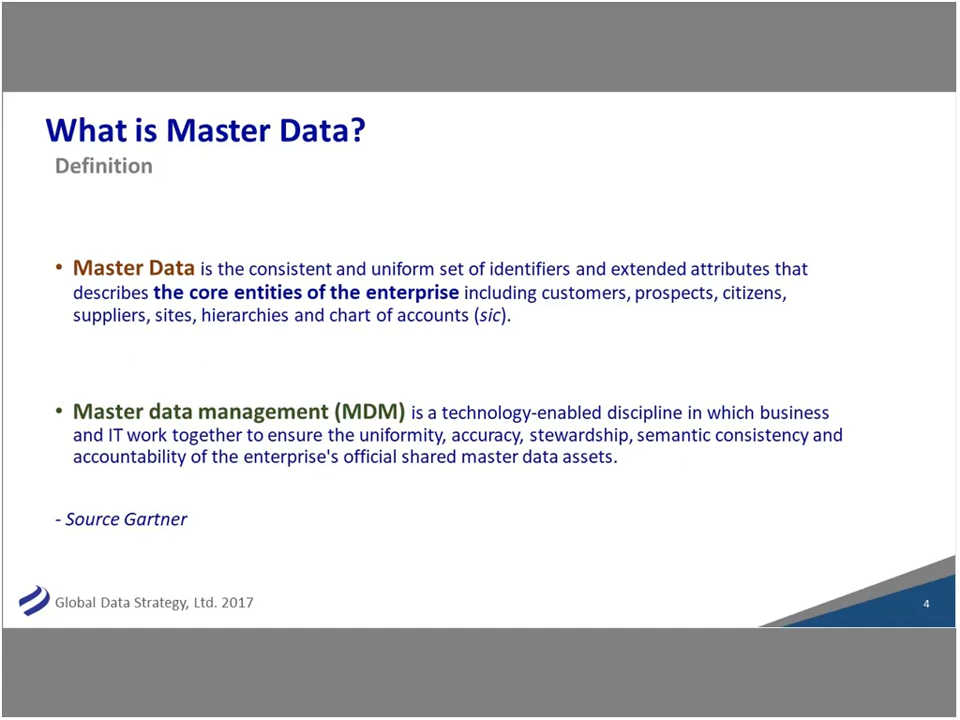 What is Master Data?
Definition
• Master Data is the consistent and uniform set of identifiers and extended attributes that
describes the core entities of the enterprise including customers, prospects, citizens,
suppliers, sites, hierarchies and chart of accounts (sic).
• Master data management (MDM) is a technology-enabled discipline in which business
and IT work together to ensure the uniformity, accuracy, stewardship, semantic consistency and
accountability of the enterprise's official shared master data assets.
- Source Gartner
Global Data Strategy, Ltd. 2017
4